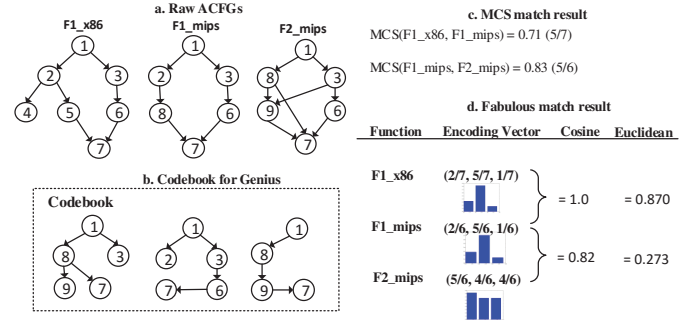 a. Raw ACFGs
F1_x86
F1_mips
F2_mips
1
2
3
4
5
6
7
1
2
3
8
6
7
1
8
3
9
6
7
b. Codebook for Genius
Codebook
1
8
3
9
7
1
2
3
7
6
1
8
9
7
c. MCS match result
MCS(F1_x86, F1_mips) = 0.71 (5/7)
MCS(F1_mips, F2_mips) = 0.83 (5/6)
d. Fabulous match result
Function Encoding Vector Cosine Euclidean
F1_x86 (2/7, 5/7, 1/7)
= 1.0 = 0.870
F1_mips (2/6, 5/6, 1/6)
= 0.82 = 0.273
F2_mips (5/6, 4/6, 4/6)